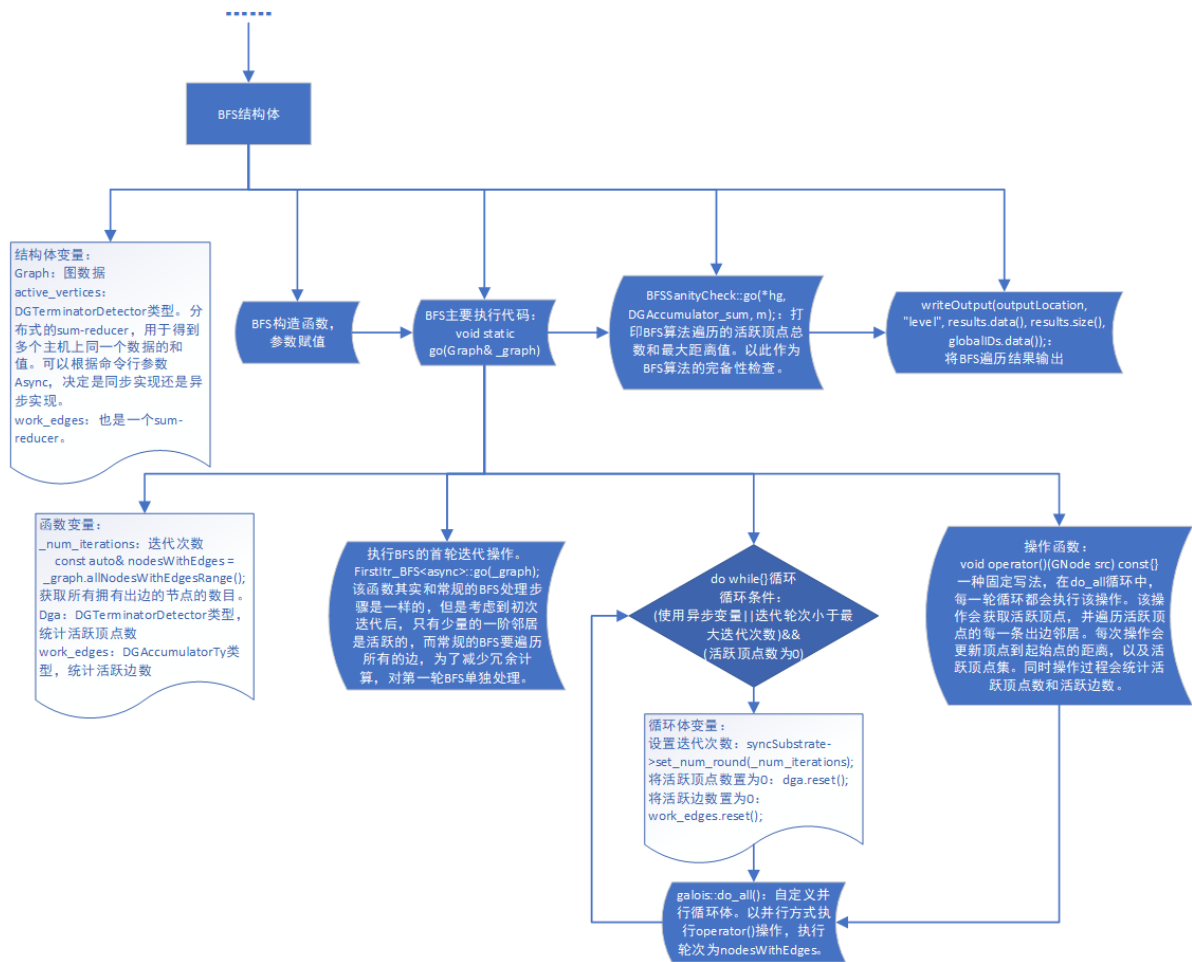 BFS结构体
结构体变量：
Graph：图数据
active_vertices：
DGTerminatorDetector类型。分
布式的sum-reducer，用于得到
多个主机上同一个数据的和
值。可以根据命令行参数
Async，决定是同步实现还是异
步实现。
work_edges：也是一个sum-
reducer。
BFS构造函数，
参数赋值
BFS主要执行代码：
void static
go(Graph& _graph)
BFSSanityCheck::go(*hg,
DGAccumulator_sum, m);：打
印BFS算法遍历的活跃顶点总
数和最大距离值。以此作为
BFS算法的完备性检查。
writeOutput(outputLocation,
"level", results.data(), results.size(),
globalIDs.data());：
将BFS遍历结果输出
函数变量：
_num_iterations：迭代次数
const auto& nodesWithEdges =
_graph.allNodesWithEdgesRange();
获取所有拥有出边的节点的数目。
Dga：DGTerminatorDetector类型，
统计活跃顶点数
work_edges：DGAccumulatorTy类
型，统计活跃边数
执行BFS的首轮迭代操作。
FirstItr_BFS<async>::go(_graph);
该函数其实和常规的BFS处理步
骤是一样的，但是考虑到初次
迭代后，只有少量的一阶邻居
是活跃的，而常规的BFS要遍历
所有的边，为了减少冗余计
算，对第一轮BFS单独处理。
do while{}循环
循环条件：
(使用异步变量||迭代轮次小于最
大迭代次数)&&
(活跃顶点数为0)
操作函数：
void operator()(GNode src) const{}
一种固定写法，在do_all循环中，
每一轮循环都会执行该操作。该操
作会获取活跃顶点，并遍历活跃顶
点的每一条出边邻居。每次操作会
更新顶点到起始点的距离，以及活
跃顶点集。同时操作过程会统计活
跃顶点数和活跃边数。
循环体变量：
设置迭代次数：syncSubstrate-
>set_num_round(_num_iterations);
将活跃顶点数置为0：dga.reset();
将活跃边数置为0：
work_edges.reset();
galois::do_all()：自定义并
行循环体。以并行方式执
行operator()操作，执行
轮次为nodesWithEdges。